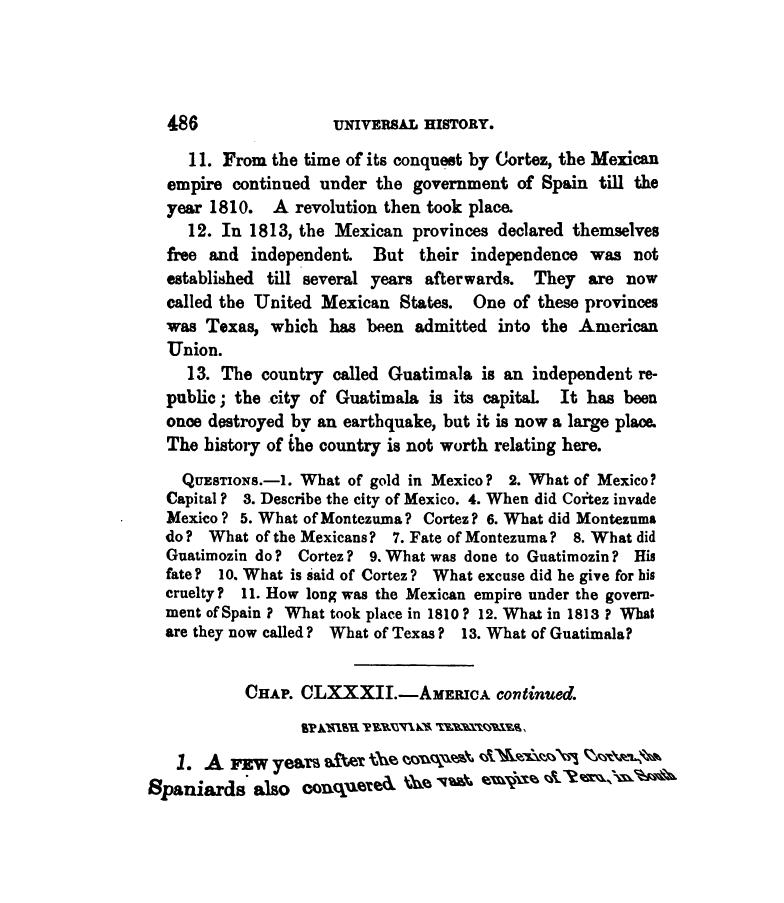 486 UNIVERSAL HISTORY.
11. From the time of its conquest by Cortez, the Mexican
empire continued under the government of Spain till the
year 1810. A revolution then took place.
12. In 1813, the Mexican provinces declared themselves
free and independent. But their independence was not
established till several years afterwards. They are now
called the United Mexican States. One of these provinces
was Texas, which has been admitted into the American
Union.
13. The country called Guatimala is an independent re-
public; the city of Guatimala is its capital. It has been
once destroyed by an earthquake, but it is now a large place.
The history of the country is not worth relating here.
QUESTIONS.—1. What of gold in Mexico? 2. What of Mexico?
Capital? 3. Describe the city of Mexico. 4. When did Cortez invade
Mexico? 5. What of Montezuma? Cortez? 6. What did Montezuma
do? What of the Mexicans? 7. Fate of Montezuma? 8. What did
Guatimozin do? Cortez? 9. What was done to Guatimozin? His
fate? 10. What is said of Cortez? What excuse did he give for his
cruelty? 11. How long was the Mexican empire under the govern-
ment of Spain? What took place in 1810? 12. What in 1813? What
are they now called? What of Texas? 13. What of Guatimala?
CHAP. CLXXXII.—AMERICA continued.
SPANISH PERUVIAN TERRITORIES.
1. A FEW years after the conquest of Mexico by Cortez, the
Spaniards also conquered the vast empire of Peru, in South